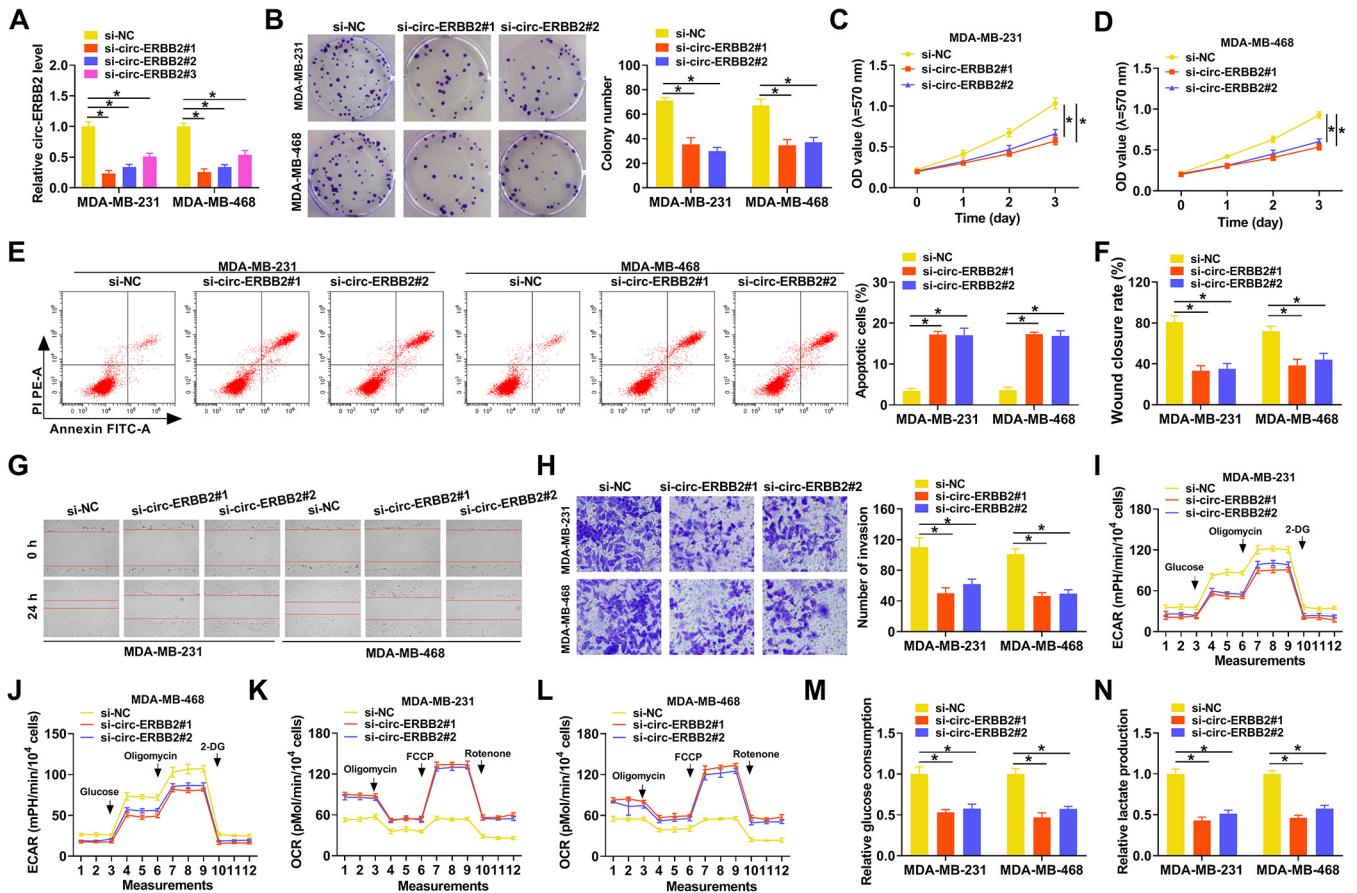 A
si-NC
si-circ-ERBB2#1
si-circ-ERBB2#2
si-circ-ERBB2#3
Relative circ-ERBB2 level
2.0
1.5
1.0
0.5
0.0
* * * * * *
MDA-MB-231 MDA-MB-468
B
si-NC si-circ-ERBB2#1 si-circ-ERBB2#2
MDA-MB-231
MDA-MB-468
si-NC
si-circ-ERBB2#1
si-circ-ERBB2#2
Colony number
100
80
60
40
20
0
* * * *
MDA-MB-231 MDA-MB-468
C
MDA-MB-231
si-NC
si-circ-ERBB2#1
si-circ-ERBB2#2
OD value (λ=570 nm)
1.5
1.0
0.5
0.0
* *
0 1 2 3
Time (day)
D
MDA-MB-468
si-NC
si-circ-ERBB2#1
si-circ-ERBB2#2
OD value (λ=570 nm)
1.5
1.0
0.5
0.0
* *
0 1 2 3
Time (day)
E
MDA-MB-231 MDA-MB-468
si-NC si-circ-ERBB2#1 si-circ-ERBB2#2 si-NC si-circ-ERBB2#1 si-circ-ERBB2#2
PI PE-A
Annexin FITC-A
si-NC
si-circ-ERBB2#1
si-circ-ERBB2#2
Apoptic cells (%)
30
20
10
0
* * * *
MDA-MB-231 MDA-MB-468
F
si-NC
si-circ-ERBB2#1
si-circ-ERBB2#2
Wound closure rate (%)
120
100
80
60
40
20
0
* * * *
MDA-MB-231 MDA-MB-468
G
si-NC si-circ-ERBB2#1 si-circ-ERBB2#2 si-NC si-circ-ERBB2#1 si-circ-ERBB2#2
0 h
24 h
MDA-MB-231 MDA-MB-468
H
si-NC si-circ-ERBB2#1 si-circ-ERBB2#2
MDA-MB-231
MDA-MB-468
si-NC
si-circ-ERBB2#1
si-circ-ERBB2#2
Number of invasion
160
120
80
40
0
* * * *
MDA-MB-231 MDA-MB-468
I
MDA-MB-231
si-NC
si-circ-ERBB2#1
si-circ-ERBB2#2
ECAR (mPH/min/10⁴ cells)
180
120
60
0
Glucose
Oligomycin
2-DG
1 2 3 4 5 6 7 8 9 10 11 12
Measurements
J
MDA-MB-468
si-NC
si-circ-ERBB2#1
si-circ-ERBB2#2
ECAR (mPH/min/10⁴ cells)
150
100
50
0
Glucose
Oligomycin
2-DG
1 2 3 4 5 6 7 8 9 10 11 12
Measurements
K
MDA-MB-231
si-NC
si-circ-ERBB2#1
si-circ-ERBB2#2
OCR (pMol/min/10⁴ cells)
180
120
60
0
Oligomycin
FCCP
Rotenone
1 2 3 4 5 6 7 8 9 10 11 12
Measurements
L
MDA-MB-468
si-NC
si-circ-ERBB2#1
si-circ-ERBB2#2
OCR (pMol/min/10⁴ cells)
180
120
60
0
Oligomycin
FCCP
Rotenone
1 2 3 4 5 6 7 8 9 10 11 12
Measurements
M
si-NC
si-circ-ERBB2#1
si-circ-ERBB2#2
Relative glucose consumption
1.5
1.0
0.5
0.0
* * * *
MDA-MB-231 MDA-MB-468
N
si-NC
si-circ-ERBB2#1
si-circ-ERBB2#2
Relative lactate production
1.5
1.0
0.5
0.0
* * * *
MDA-MB-231 MDA-MB-468